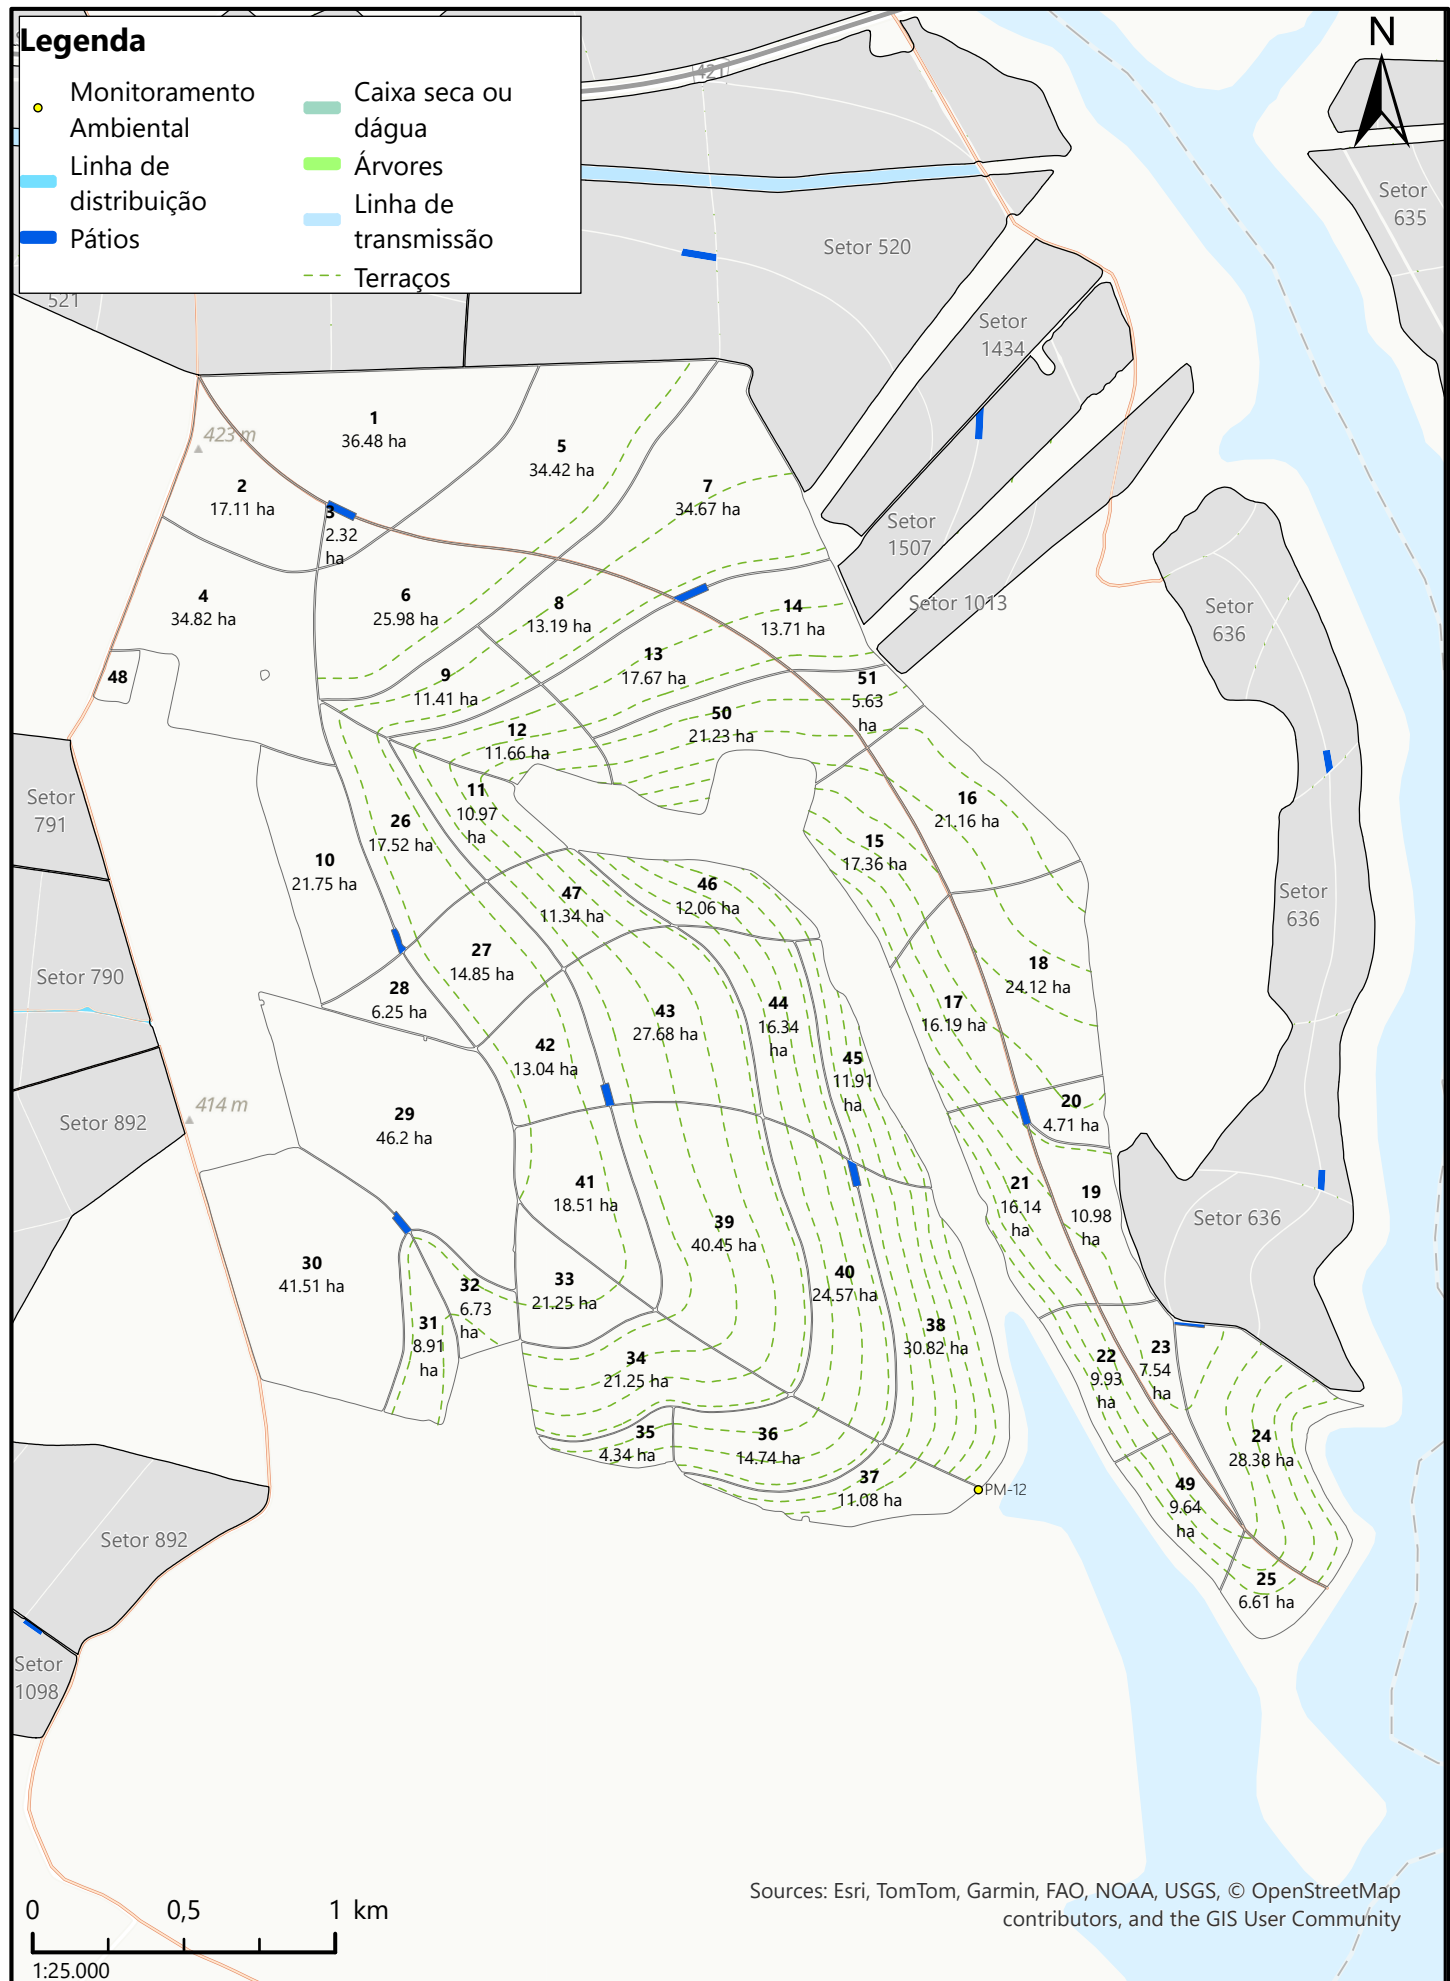 Legenda
Monitoramento
Ambiental
Linha de
distribuição
Pátios
Caixa seca ou
dágua
Árvores
Linha de
transmissão
Terraços
N
421
521
Setor 520
Setor
635
Setor
1434
Setor
1507
Setor 1013
Setor
636
Setor
636
Setor 636
Setor
791
Setor 790
Setor 892
Setor 892
Setor
1098
423 m
414 m
1
36.48 ha
2
17.11 ha
3
2.32
ha
4
34.82 ha
5
34.42 ha
6
25.98 ha
7
34.67 ha
8
13.19 ha
9
11.41 ha
10
21.75 ha
11
10.97
ha
12
11.66 ha
13
17.67 ha
14
13.71 ha
15
17.36 ha
16
21.16 ha
17
16.19 ha
18
24.12 ha
19
10.98
ha
20
4.71 ha
21
16.14
ha
22
9.93
ha
23
7.54
ha
24
28.38 ha
25
6.61 ha
26
17.52 ha
27
14.85 ha
28
6.25 ha
29
46.2 ha
30
41.51 ha
31
8.91
ha
32
6.73
ha
33
21.25 ha
34
21.25 ha
35
4.34 ha
36
14.74 ha
37
11.08 ha
38
30.82 ha
39
40.45 ha
40
24.57 ha
41
18.51 ha
42
13.04 ha
43
27.68 ha
44
16.34
ha
45
11.91
ha
46
12.06 ha
47
11.34 ha
48
49
9.64
ha
50
21.23 ha
51
5.63
ha
PM-12
0 0,5 1 km
1:25.000
Sources: Esri, TomTom, Garmin, FAO, NOAA, USGS, © OpenStreetMap
contributors, and the GIS User Community